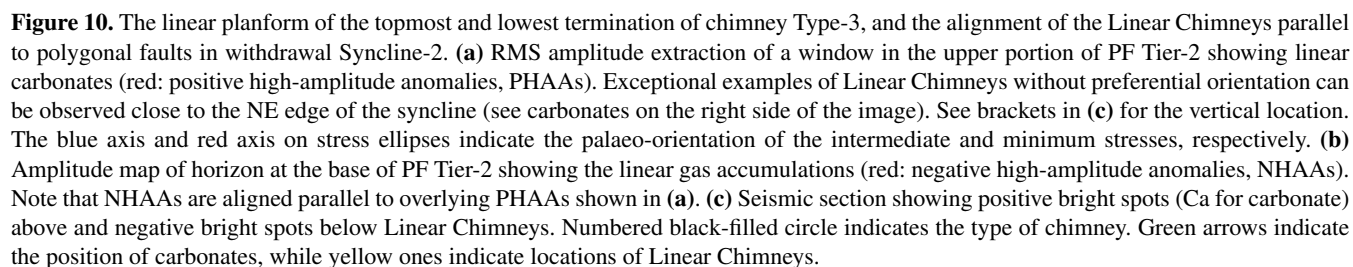 Figure 10. The linear planform of the topmost and lowest termination of chimney Type-3, and the alignment of the Linear Chimneys parallel
to polygonal faults in withdrawal Syncline-2. (a) RMS amplitude extraction of a window in the upper portion of PF Tier-2 showing linear
carbonates (red: positive high-amplitude anomalies, PHAAs). Exceptional examples of Linear Chimneys without preferential orientation can
be observed close to the NE edge of the syncline (see carbonates on the right side of the image). See brackets in (c) for the vertical location.
The blue axis and red axis on stress ellipses indicate the palaeo-orientation of the intermediate and minimum stresses, respectively. (b)
Amplitude map of horizon at the base of PF Tier-2 showing the linear gas accumulations (red: negative high-amplitude anomalies, NHAAs).
Note that NHAAs are aligned parallel to overlying PHAAs shown in (a). (c) Seismic section showing positive bright spots (Ca for carbonate)
above and negative bright spots below Linear Chimneys. Numbered black-filled circle indicates the type of chimney. Green arrows indicate
the position of carbonates, while yellow ones indicate locations of Linear Chimneys.